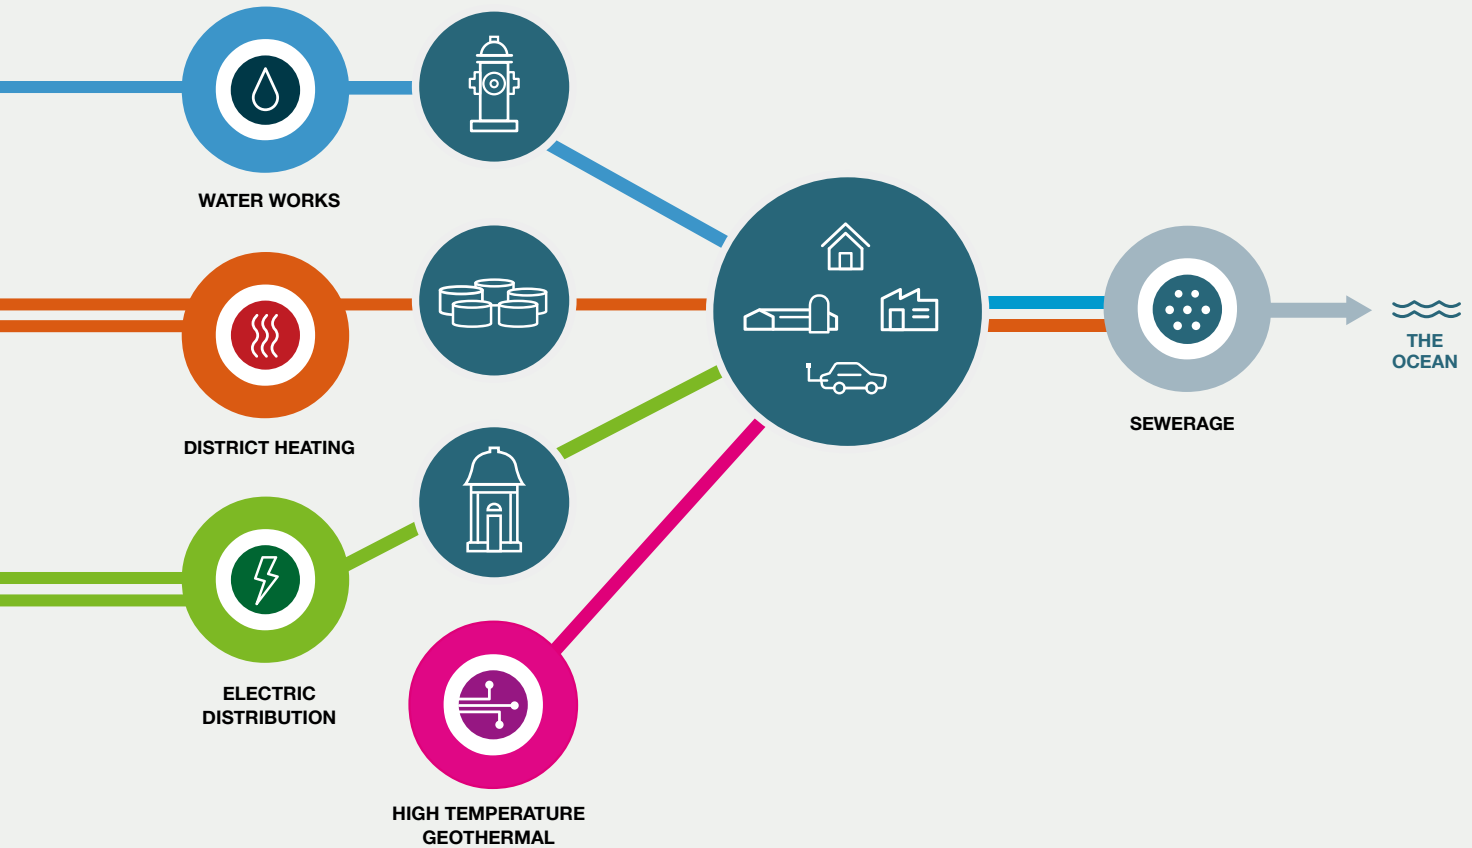 WATER WORKS
DISTRICT HEATING
ELECTRIC
DISTRIBUTION
HIGH TEMPERATURE
GEOTHERMAL
SEWERAGE
THE
OCEAN